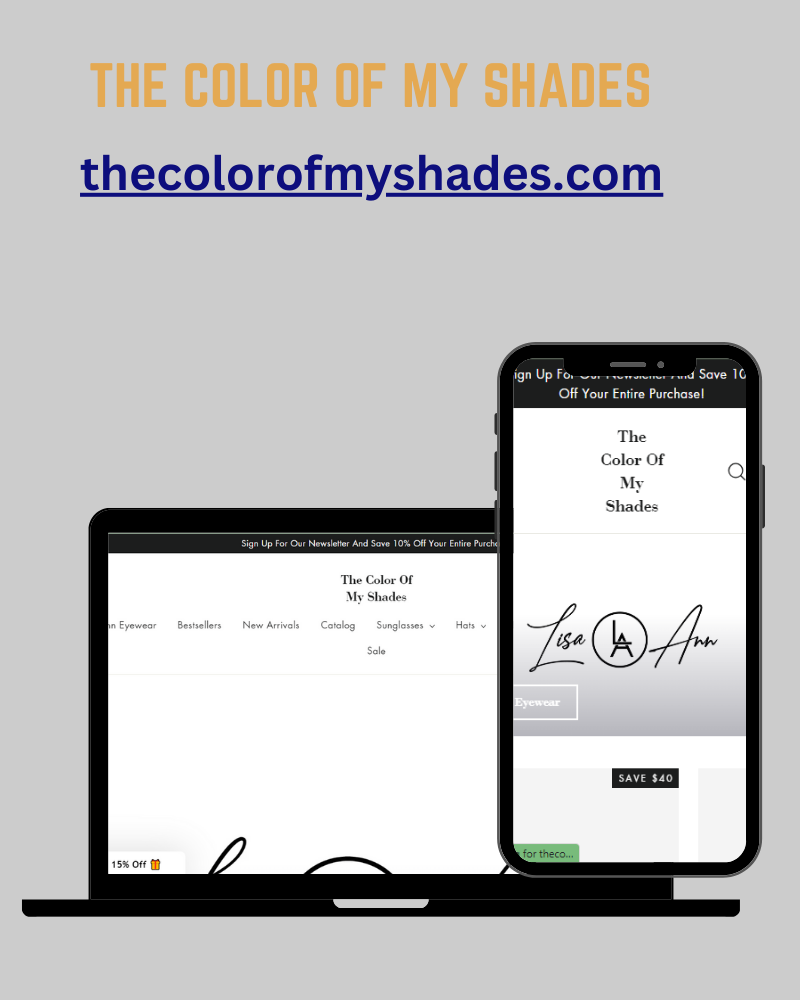 THE COLOR OF MY SHADES
thecolorofmyshades.com
Sign Up For Our Newsletter And Save 10% Off Your Entire
The Color Of
My Shades
Eyewear Bestsellers New Arrivals Catalog Sunglasses Hats
Sale
15% Off
Up For Our Newsletter And Save 10
Off Your Entire Purchase!
The
Color Of
My
Shades
Lisa LA Ann
Eyewear
SAVE $40
for theco...